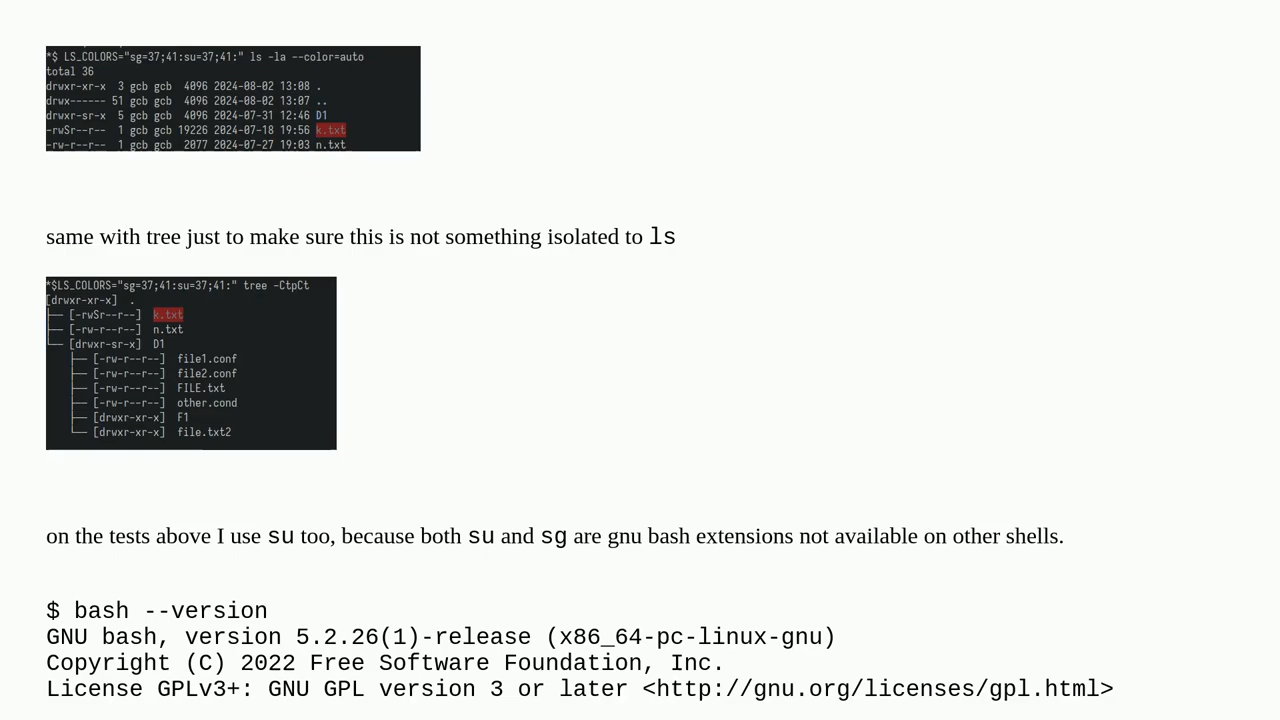 *$ LS_COLORS="sg=37;41:su=37;41:" ls -la --color=auto
total 36
drwxr-xr-x  3 gcb gcb  4096 2024-08-02 13:08 .
drwx------ 51 gcb gcb  4096 2024-08-02 13:07 ..
drwxr-sr-x  5 gcb gcb  4096 2024-07-31 12:46 D1
-rwSr--r--  1 gcb gcb 19226 2024-07-18 19:56 k.txt
-rw-r--r--  1 gcb gcb  2077 2024-07-27 19:03 n.txt
same with tree just to make sure this is not something isolated to ls
*$LS_COLORS="sg=37;41:su=37;41:" tree -CtpCt
[drwxr-xr-x]  .
├── [-rwSr--r--]  k.txt
├── [-rw-r--r--]  n.txt
└── [drwxr-sr-x]  D1
    ├── [-rw-r--r--]  file1.conf
    ├── [-rw-r--r--]  file2.conf
    ├── [-rw-r--r--]  FILE.txt
    ├── [-rw-r--r--]  other.cond
    ├── [drwxr-xr-x]  F1
    └── [drwxr-xr-x]  file.txt2
on the tests above I use su too, because both su and sg are gnu bash extensions not available on other shells.
$ bash --version
GNU bash, version 5.2.26(1)-release (x86_64-pc-linux-gnu)
Copyright (C) 2022 Free Software Foundation, Inc.
License GPLv3+: GNU GPL version 3 or later <http://gnu.org/licenses/gpl.html>